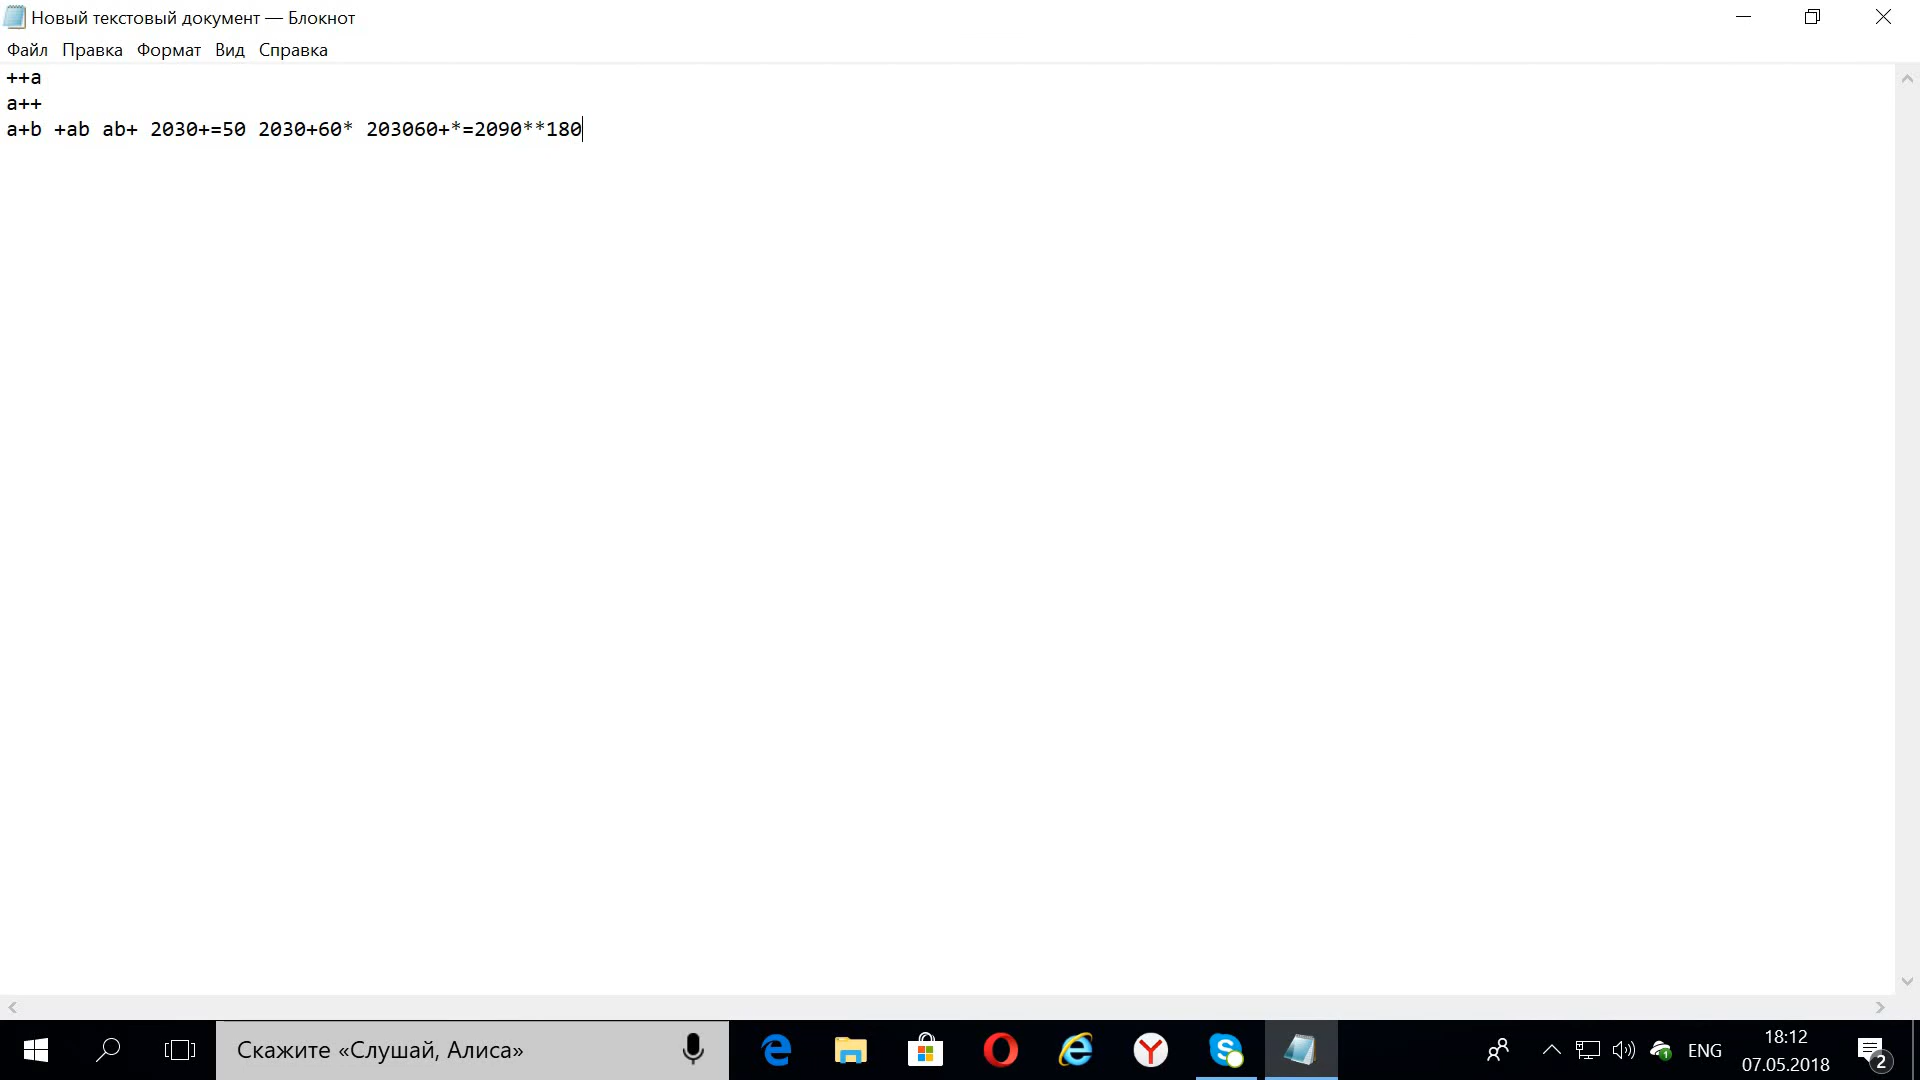 Новый текстовый документ — Блокнот
Файл Правка Формат Вид Справка
++a
a++
a+b +ab ab+ 2030+=50 2030+60* 203060+*=2090**180
Скажите «Слушай, Алиса»
ENG
18:12
07.05.2018
1
2